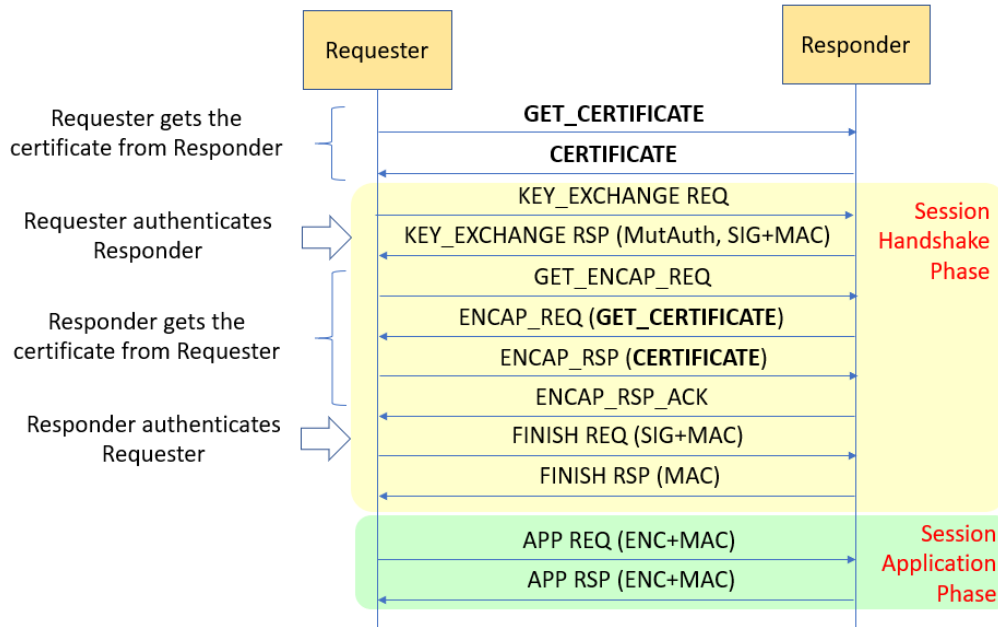 Requester
Responder
Requester gets the
certificate from Responder
GET_CERTIFICATE
CERTIFICATE
KEY_EXCHANGE REQ
Session
Handshake
Phase
Requester authenticates
Responder
KEY_EXCHANGE RSP (MutAuth, SIG+MAC)
GET_ENCAP_REQ
Responder gets the
certificate from Requester
ENCAP_REQ (GET_CERTIFICATE)
ENCAP_RSP (CERTIFICATE)
ENCAP_RSP_ACK
Responder authenticates
Requester
FINISH REQ (SIG+MAC)
FINISH RSP (MAC)
APP REQ (ENC+MAC)
APP RSP (ENC+MAC)
Session
Application
Phase